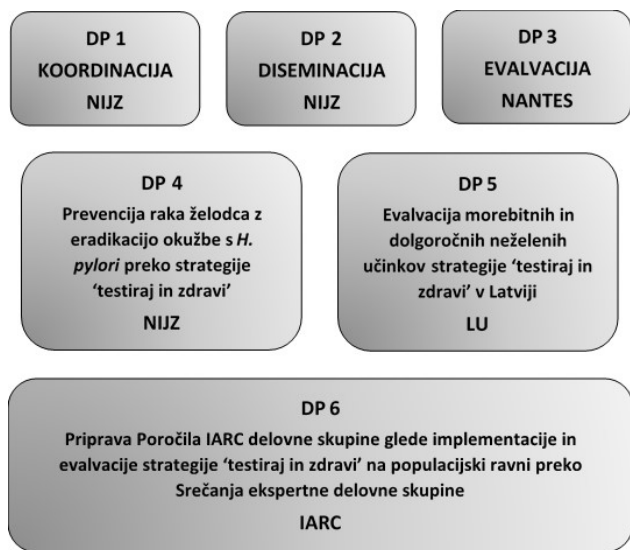 DP 1
KOORDINACIJA
NIJZ
DP 2
DISEMINACIJA
NIJZ
DP 3
EVALVACIJA
NANTES
DP 4
Prevencija raka želodca z
eradikacijo okužbe s H.
pylori preko strategije
‘testiraj in zdravi’
NIJZ
DP 5
Evalvacija morebitnih in
dolgoročnih neželenih
učinkov strategije ‘testiraj in
zdravi’ v Latviji
LU
DP 6
Priprava Poročila IARC delovne skupine glede implementacije in
evalvacije strategije ‘testiraj in zdravi’ na populacijski ravni preko
Srečanja ekspertne delovne skupine
IARC